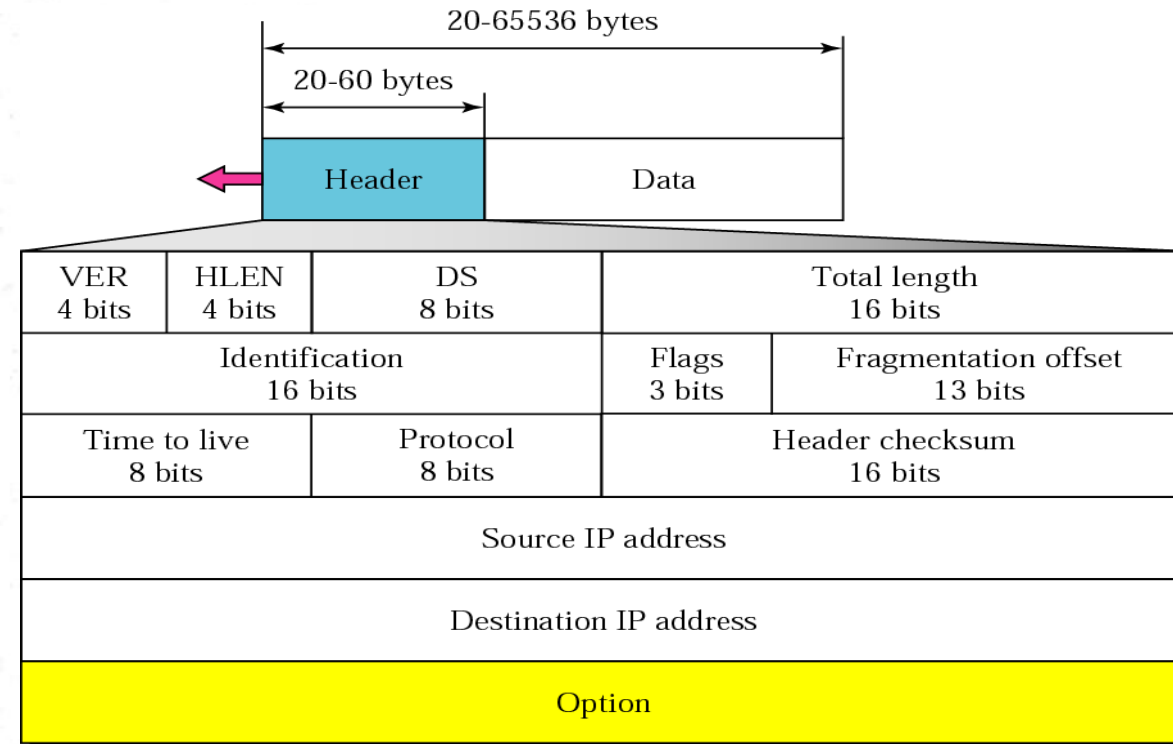 20-65536 bytes
20-60 bytes
Header
Data
VER
4 bits
HLEN
4 bits
DS
8 bits
Total length
16 bits
Identification
16 bits
Flags
3 bits
Fragmentation offset
13 bits
Time to live
8 bits
Protocol
8 bits
Header checksum
16 bits
Source IP address
Destination IP address
Option